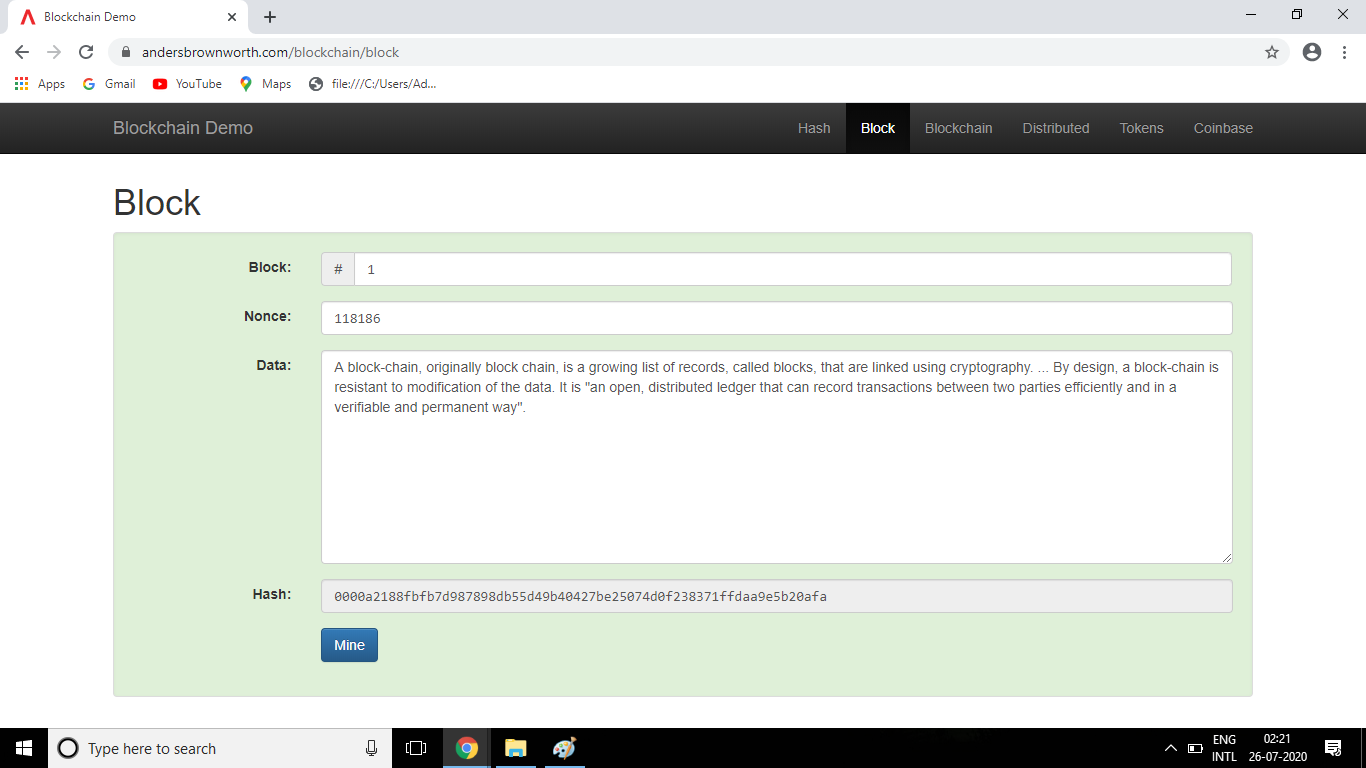 Blockchain Demo
andersbrownworth.com/blockchain/block
Apps Gmail YouTube Maps file:///C:/Users/Ad...
Blockchain Demo Hash Block Blockchain Distributed Tokens Coinbase
Block
Block: # 1
Nonce: 118186
Data: A block-chain, originally block chain, is a growing list of records, called blocks, that are linked using cryptography. ... By design, a block-chain is
resistant to modification of the data. It is "an open, distributed ledger that can record transactions between two parties efficiently and in a
verifiable and permanent way".
Hash: 0000a2188fbfb7d987898db55d49b40427be25074d0f238371ffdaa9e5b20afa
Mine
Type here to search
ENG 02:21
INTL 26-07-2020